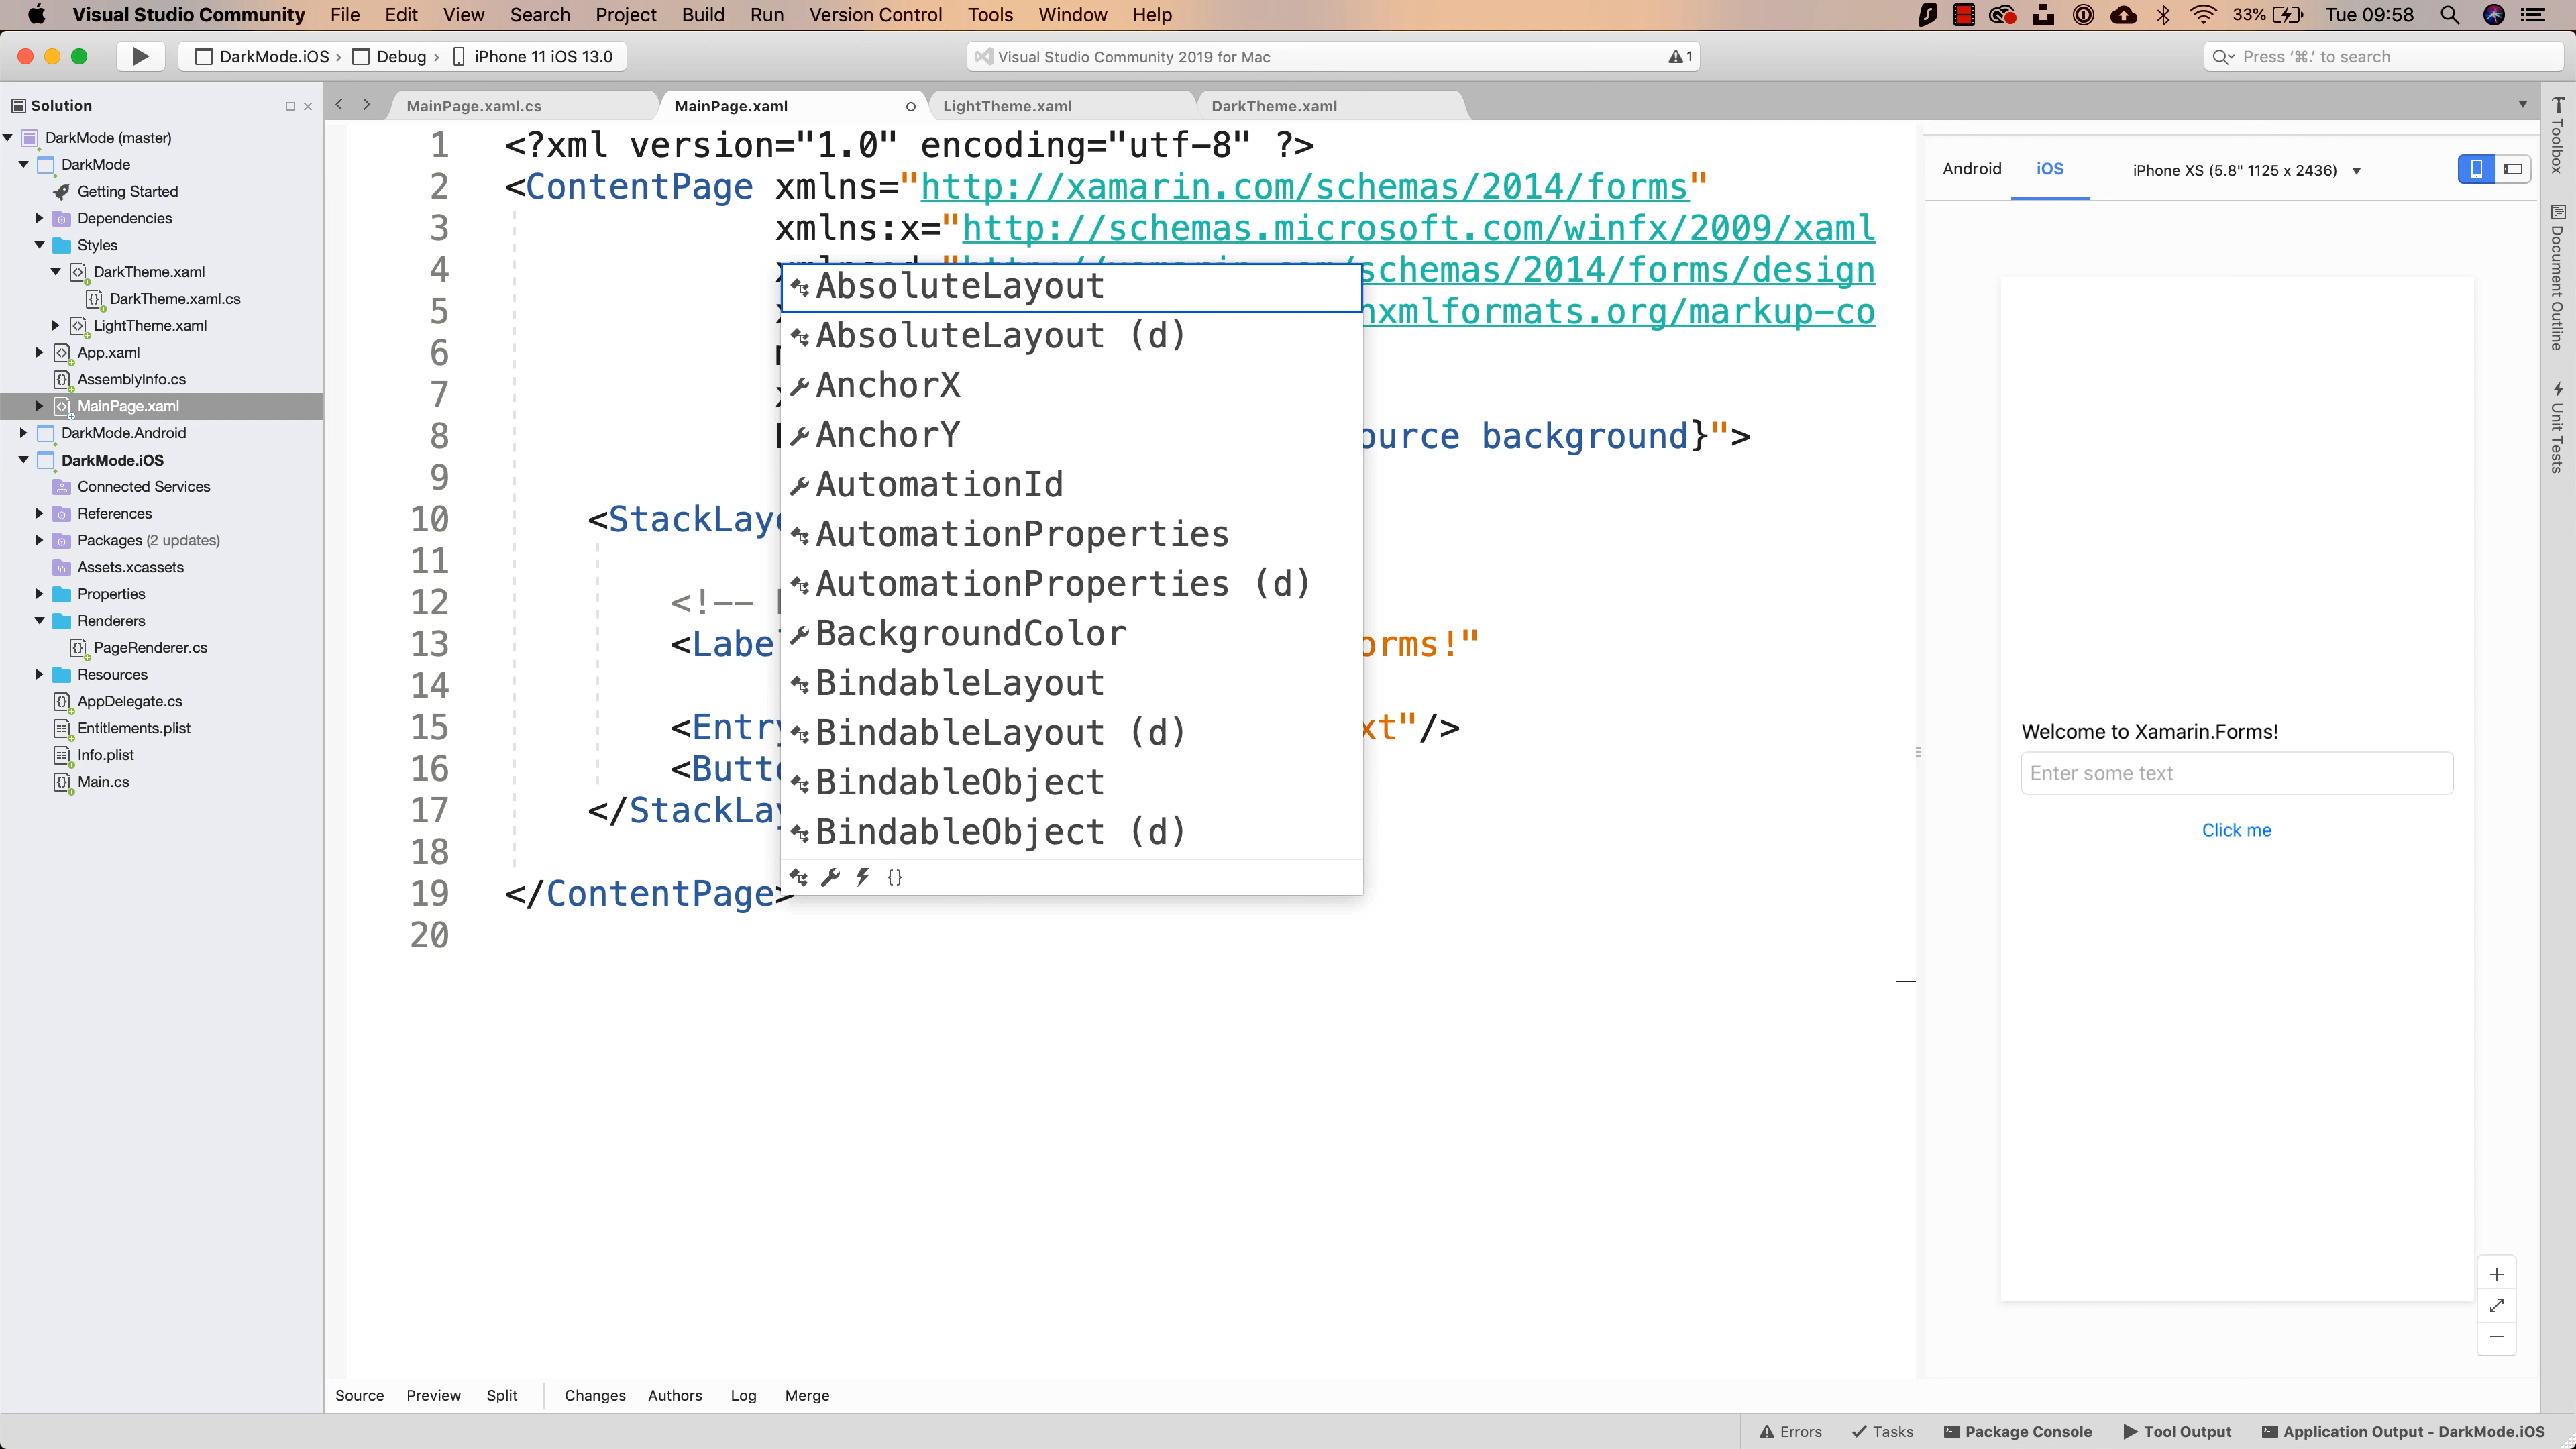 Visual Studio Community File Edit View Search Project Build Run Version Control Tools Window Help 33% Tue 09:58
DarkMode.iOS › Debug › iPhone 11 iOS 13.0 Visual Studio Community 2019 for Mac 1 Press ‘⌘.’ to search
Solution
DarkMode (master)
DarkMode
Getting Started
Dependencies
Styles
DarkTheme.xaml
DarkTheme.xaml.cs
LightTheme.xaml
App.xaml
AssemblyInfo.cs
MainPage.xaml
DarkMode.Android
DarkMode.iOS
Connected Services
References
Packages (2 updates)
Assets.xcassets
Properties
Renderers
PageRenderer.cs
Resources
AppDelegate.cs
Entitlements.plist
Info.plist
Main.cs
MainPage.xaml.cs MainPage.xaml LightTheme.xaml DarkTheme.xaml
1 <?xml version="1.0" encoding="utf-8" ?>
2 <ContentPage xmlns="http://xamarin.com/schemas/2014/forms"
3 xmlns:x="http://schemas.microsoft.com/winfx/2009/xaml
4 schemas/2014/forms/design
5 xmlformats.org/markup-co
6
7
8 ource background}">
9
10 <StackLayo
11
12 <!--
13 <Labe orms!"
14
15 <Entry xt"/>
16 <Butto
17 </StackLay
18
19 </ContentPage>
20
AbsoluteLayout
AbsoluteLayout (d)
AnchorX
AnchorY
AutomationId
AutomationProperties
AutomationProperties (d)
BackgroundColor
BindableLayout
BindableLayout (d)
BindableObject
BindableObject (d)
{}
Android iOS iPhone XS (5.8" 1125 x 2436)
Welcome to Xamarin.Forms!
Enter some text
Click me
Toolbox
Document Outline
Unit Tests
Source Preview Split Changes Authors Log Merge
Errors Tasks Package Console Tool Output Application Output - DarkMode.iOS